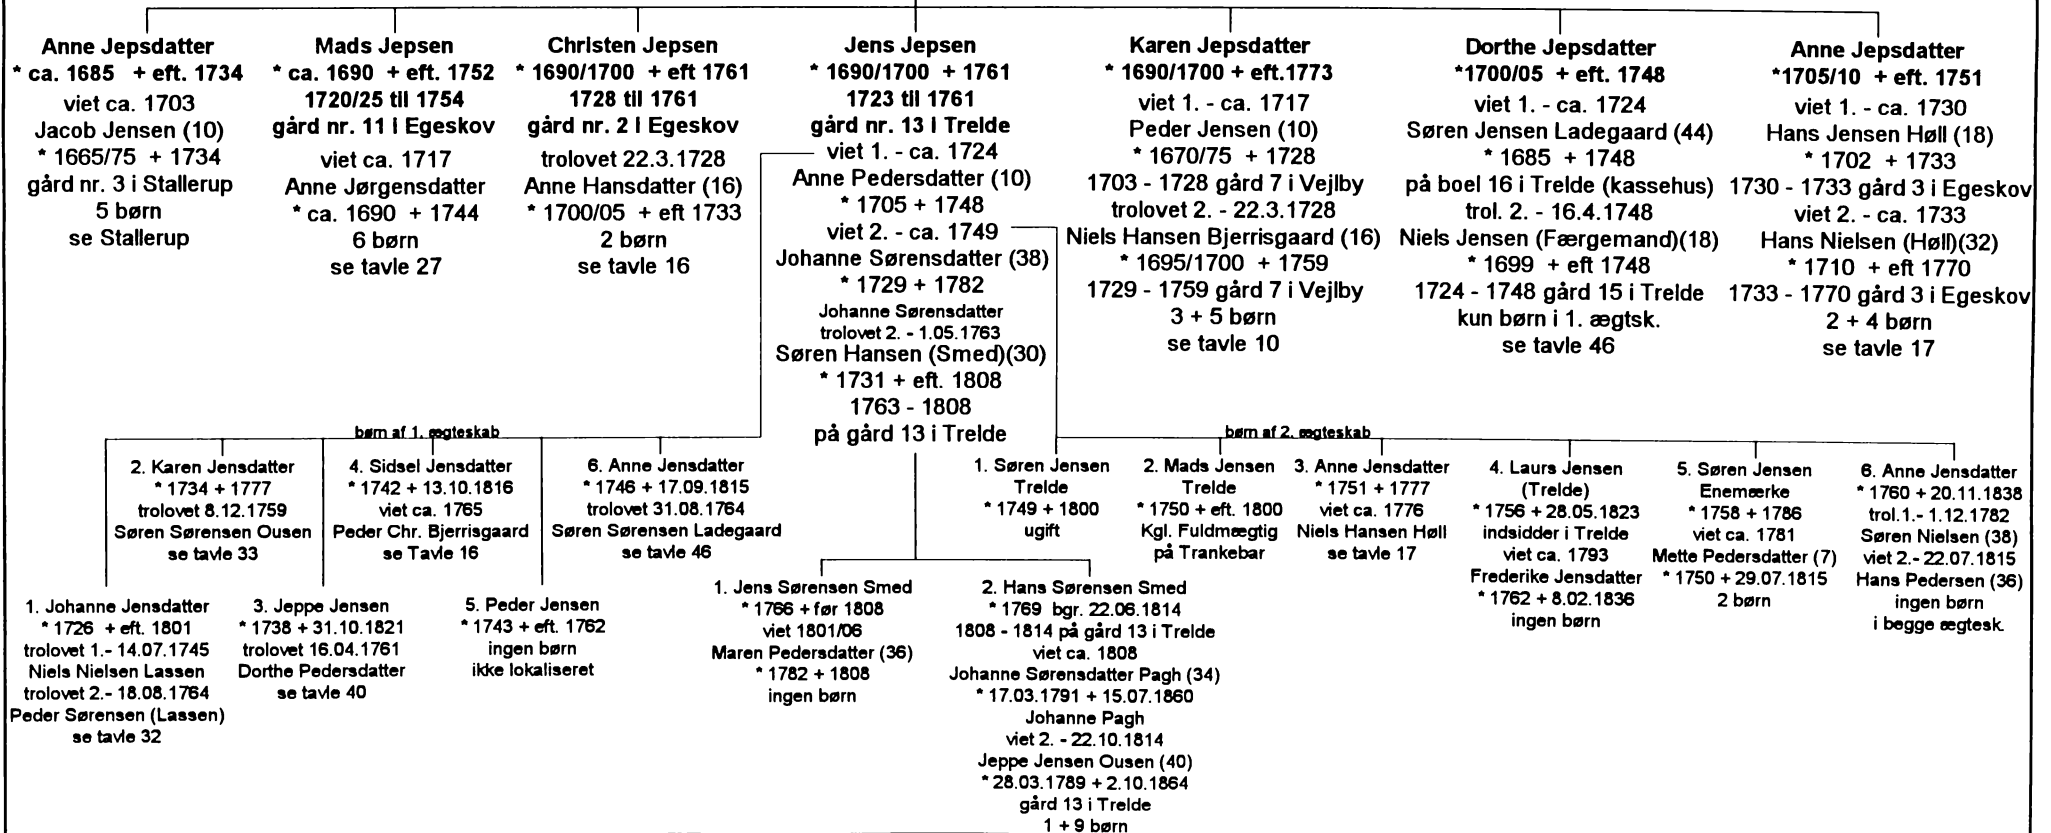 Anne Jepsdatter
* ca. 1685 + eft. 1734
viet ca. 1703
Jacob Jensen (10)
* 1665/75 + 1734
gård nr. 3 i Stallerup
5 børn
se Stallerup
Mads Jepsen
* ca. 1690 + eft. 1752
1720/25 til 1754
gård nr. 11 i Egeskov
viet ca. 1717
Anne Jørgensdatter
* ca. 1690 + 1744
6 børn
se tavle 27
Christen Jepsen
* 1690/1700 + eft 1761
1728 til 1761
gård nr. 2 i Egeskov
trolovet 22.3.1728
Anne Hansdatter (16)
* 1700/05 + eft 1733
2 børn
se tavle 16
Jens Jepsen
* 1690/1700 + 1761
1723 til 1761
gård nr. 13 i Trelde
viet 1. - ca. 1724
Anne Pedersdatter (10)
* 1705 + 1748
viet 2. - ca. 1749
Johanne Sørensdatter (38)
* 1729 + 1782
Johanne Sørensdatter
trolovet 2. - 1.05.1763
Søren Hansen (Smed)(30)
* 1731 + eft. 1808
1763 - 1808
på gård 13 i Trelde
Karen Jepsdatter
* 1690/1700 + eft.1773
viet 1. - ca. 1717
Peder Jensen (10)
* 1670/75 + 1728
1703 - 1728 gård 7 i Vejlby
trolovet 2. - 22.3.1728
Niels Hansen Bjerrisgaard (16)
* 1695/1700 + 1759
1729 - 1759 gård 7 i Vejlby
3 + 5 børn
se tavle 10
Dorthe Jepsdatter
*1700/05 + eft. 1748
viet 1. - ca. 1724
Søren Jensen Ladegaard (44)
* 1685 + 1748
på boel 16 i Trelde (kassehus)
trol. 2. - 16.4.1748
Niels Jensen (Færgemand)(18)
* 1699 + eft 1748
1724 - 1748 gård 15 i Trelde
kun børn i 1. ægtsk.
se tavle 46
Anne Jepsdatter
*1705/10 + eft. 1751
viet 1. - ca. 1730
Hans Jensen Høll (18)
* 1702 + 1733
1730 - 1733 gård 3 i Egeskov
viet 2. - ca. 1733
Hans Nielsen (Høll)(32)
* 1710 + eft 1770
1733 - 1770 gård 3 i Egeskov
2 + 4 børn
se tavle 17
børn af 1. ægteskab
2. Karen Jensdatter
* 1734 + 1777
trolovet 8.12.1759
Søren Sørensen Ousen
se tavle 33
4. Sidsel Jensdatter
* 1742 + 13.10.1816
viet ca. 1765
Peder Chr. Bjerrisgaard
se Tavle 16
6. Anne Jensdatter
* 1746 + 17.09.1815
trolovet 31.08.1764
Søren Sørensen Ladegaard
se tavle 46
1. Johanne Jensdatter
* 1726 + eft. 1801
trolovet 1.- 14.07.1745
Niels Nielsen Lassen
trolovet 2.- 18.08.1764
Peder Sørensen (Lassen)
se tavle 32
3. Jeppe Jensen
* 1738 + 31.10.1821
trolovet 16.04.1761
Dorthe Pedersdatter
se tavle 40
5. Peder Jensen
* 1743 + eft. 1762
ingen børn
ikke lokaliseret
1. Jens Sørensen Smed
* 1766 + før 1808
viet 1801/06
Maren Pedersdatter (36)
* 1782 + 1808
ingen børn
2. Hans Sørensen Smed
* 1769 bgr. 22.06.1814
1808 - 1814 på gård 13 i Trelde
viet ca. 1808
Johanne Sørensdatter Pagh (34)
* 17.03.1791 + 15.07.1860
Johanne Pagh
viet 2. - 22.10.1814
Jeppe Jensen Ousen (40)
* 28.03.1789 + 2.10.1864
gård 13 i Trelde
1 + 9 børn
børn af 2. ægteskab
1. Søren Jensen
Trelde
* 1749 + 1800
ugift
2. Mads Jensen
Trelde
* 1750 + eft. 1800
Kgl. Fuldmægtig
på Trankebar
3. Anne Jensdatter
* 1751 + 1777
viet ca. 1776
Niels Hansen Høll
se tavle 17
4. Laurs Jensen
(Trelde)
* 1756 + 28.05.1823
indsidder i Trelde
viet ca. 1793
Frederike Jensdatter
* 1762 + 8.02.1836
ingen børn
5. Søren Jensen
Enemærke
* 1758 + 1786
viet ca. 1781
Mette Pedersdatter (7)
* 1750 + 29.07.1815
2 børn
6. Anne Jensdatter
* 1760 + 20.11.1838
trol.1.- 1.12.1782
Søren Nielsen (38)
viet 2.- 22.07.1815
Hans Pedersen (36)
ingen børn
i begge ægtesk.